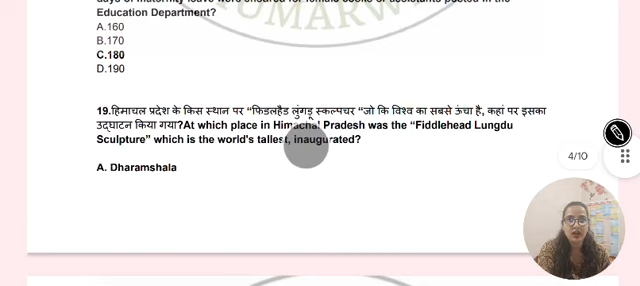 Education Department?
A.160
B.170
C.180
D.190
19.हिमाचल प्रदेश के किस स्थान पर “फिडलहैड लुंगडू स्कल्पचर “जो कि विश्व का सबसे ऊंचा है, कहां पर इसका
उद्घाटन किया गया?At which place in Himachal Pradesh was the “Fiddlehead Lungdu
Sculpture” which is the world's tallest, inaugurated?
A. Dharamshala
4/10